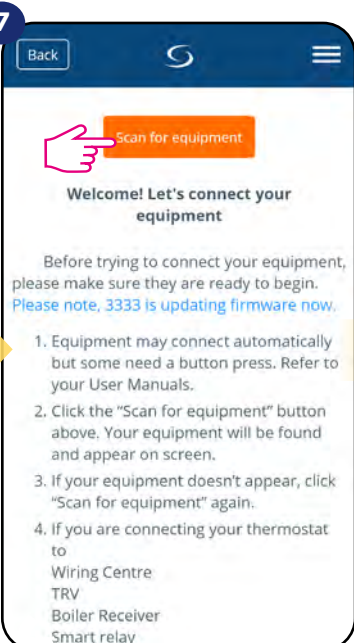 7
Back
Scan for equipment
Welcome! Let's connect your
equipment
Before trying to connect your equipment,
please make sure they are ready to begin.
Please note, 3333 is updating firmware now.
1. Equipment may connect automatically
but some need a button press. Refer to
your User Manuals.
2. Click the “Scan for equipment” button
above. Your equipment will be found
and appear on screen.
3. If your equipment doesn't appear, click
“Scan for equipment” again.
4. If you are connecting your thermostat
to
Wiring Centre
TRV
Boiler Receiver
Smart relay